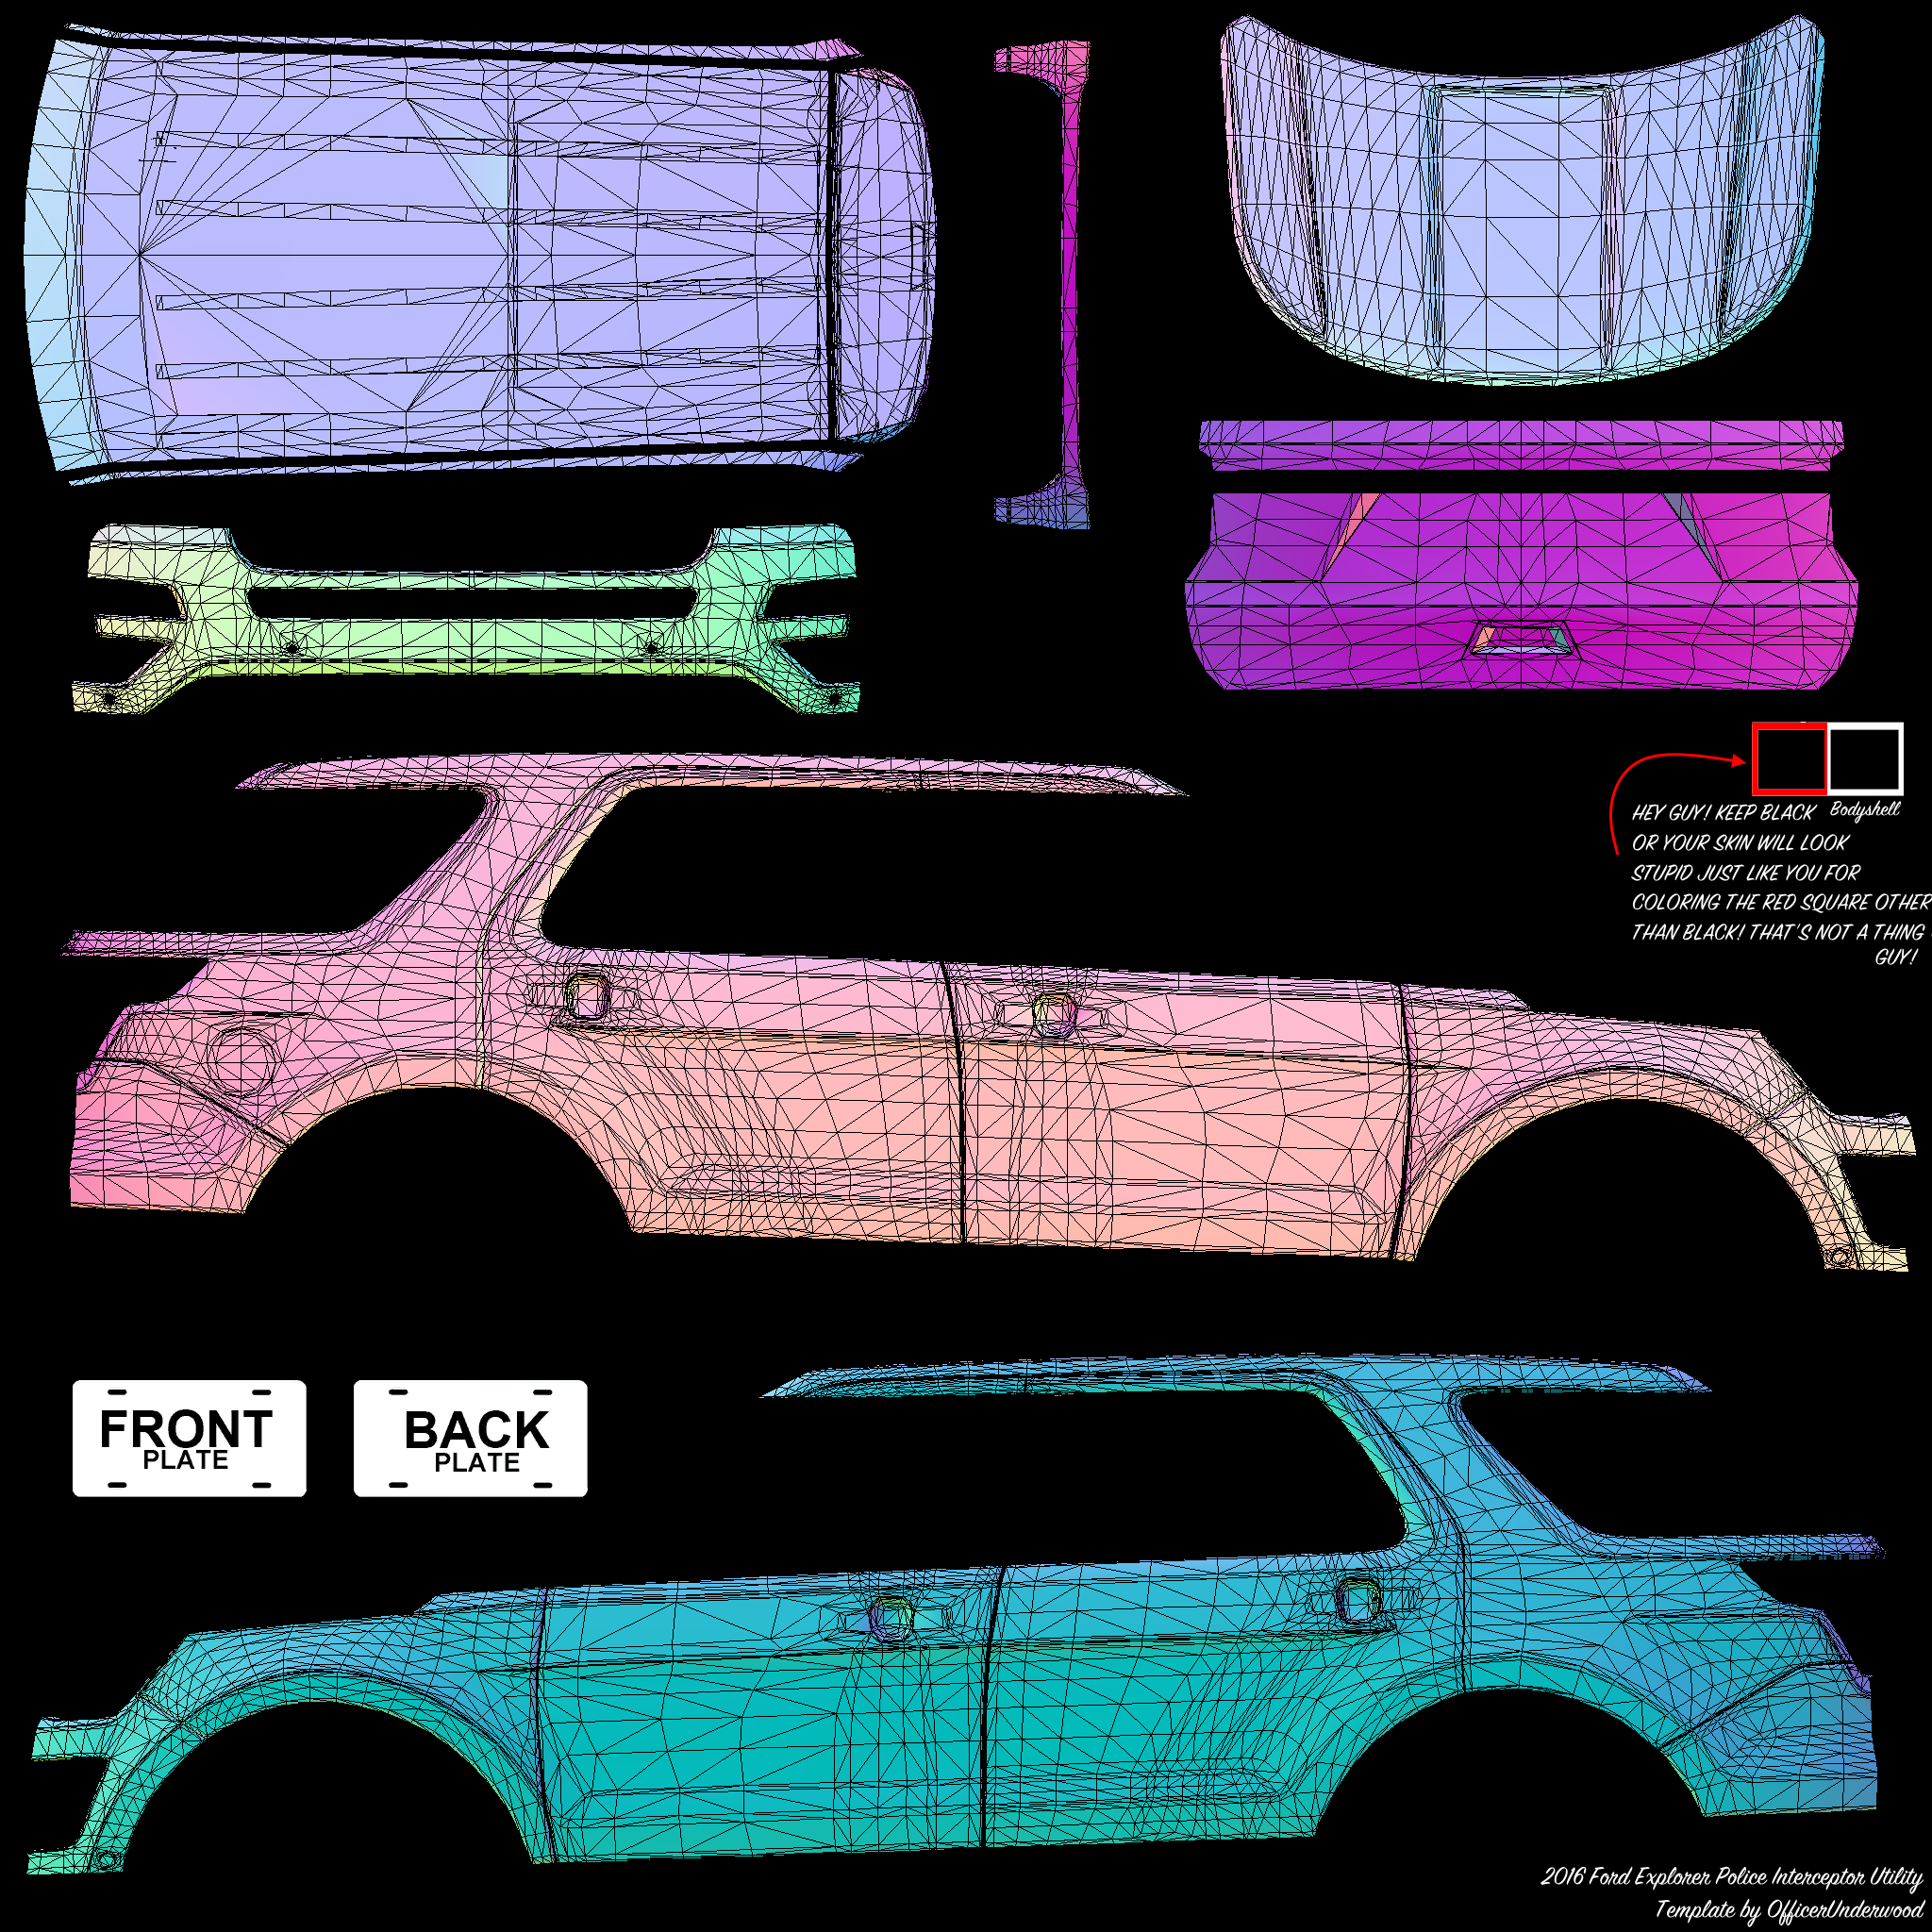 Bodyshell
HEY GUY! KEEP BLACK
OR YOUR SKIN WILL LOOK
STUPID JUST LIKE YOU FOR
COLORING THE RED SQUARE OTHER
THAN BLACK! THAT'S NOT A THING
GUY!
FRONT
PLATE
BACK
PLATE
2016 Ford Explorer Police Interceptor Utility
Template by OfficerUnderwood